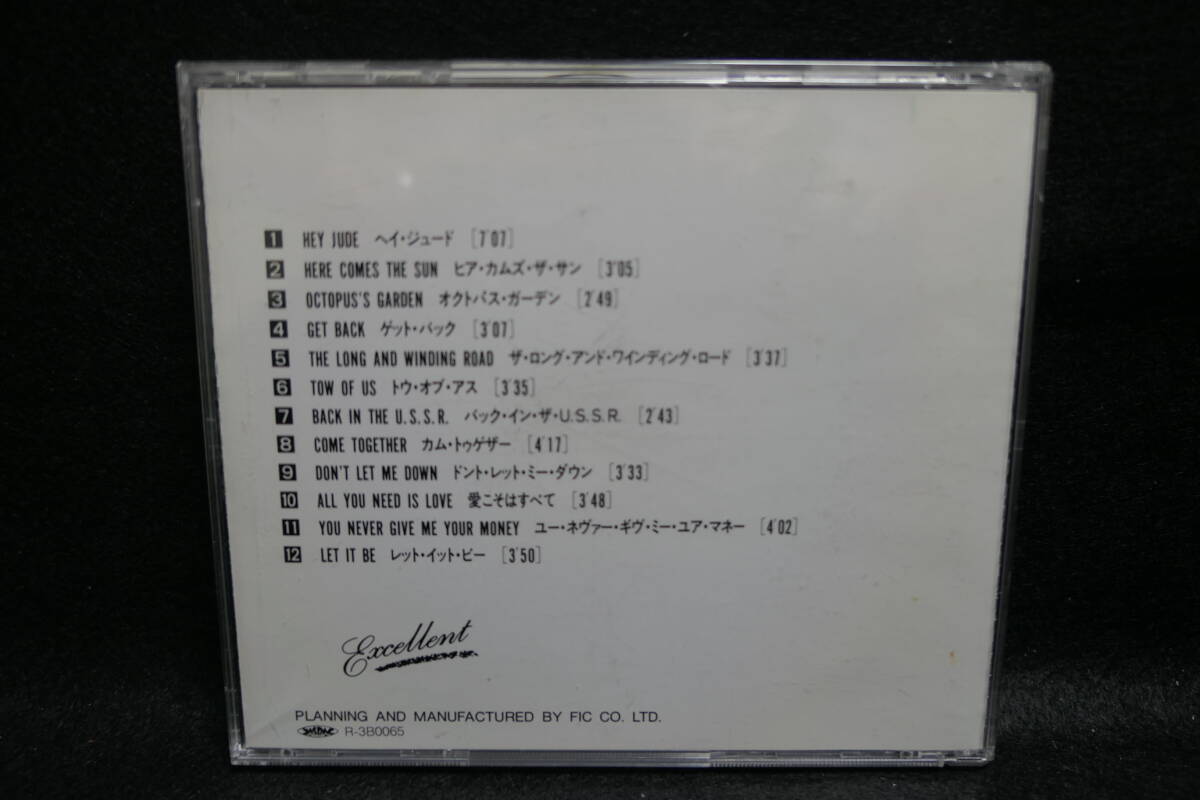 1 HEY JUDE ヘイ・ジュード [7'07]
2 HERE COMES THE SUN ヒア・カムズ・ザ・サン [3'05]
3 OCTOPUS'S GARDEN オクトパス・ガーデン [2'49]
4 GET BACK ゲット・バック [3'07]
5 THE LONG AND WINDING ROAD ザ・ロング・アンド・ワインディング・ロード [3'37]
6 TOW OF US トウ・オブ・アス [3'35]
7 BACK IN THE U.S.S.R. バック・イン・ザ・U.S.S.R. [2'43]
8 COME TOGETHER カム・トゥゲザー [4'17]
9 DON'T LET ME DOWN ドント・レット・ミー・ダウン [3'33]
10 ALL YOU NEED IS LOVE 愛こそはすべて [3'48]
11 YOU NEVER GIVE ME YOUR MONEY ユー・ネヴァー・ギヴ・ミー・ユア・マネー [4'02]
12 LET IT BE レット・イット・ビー [3'50]
Excellent
PLANNING AND MANUFACTURED BY FIC CO. LTD.
R-3B0065